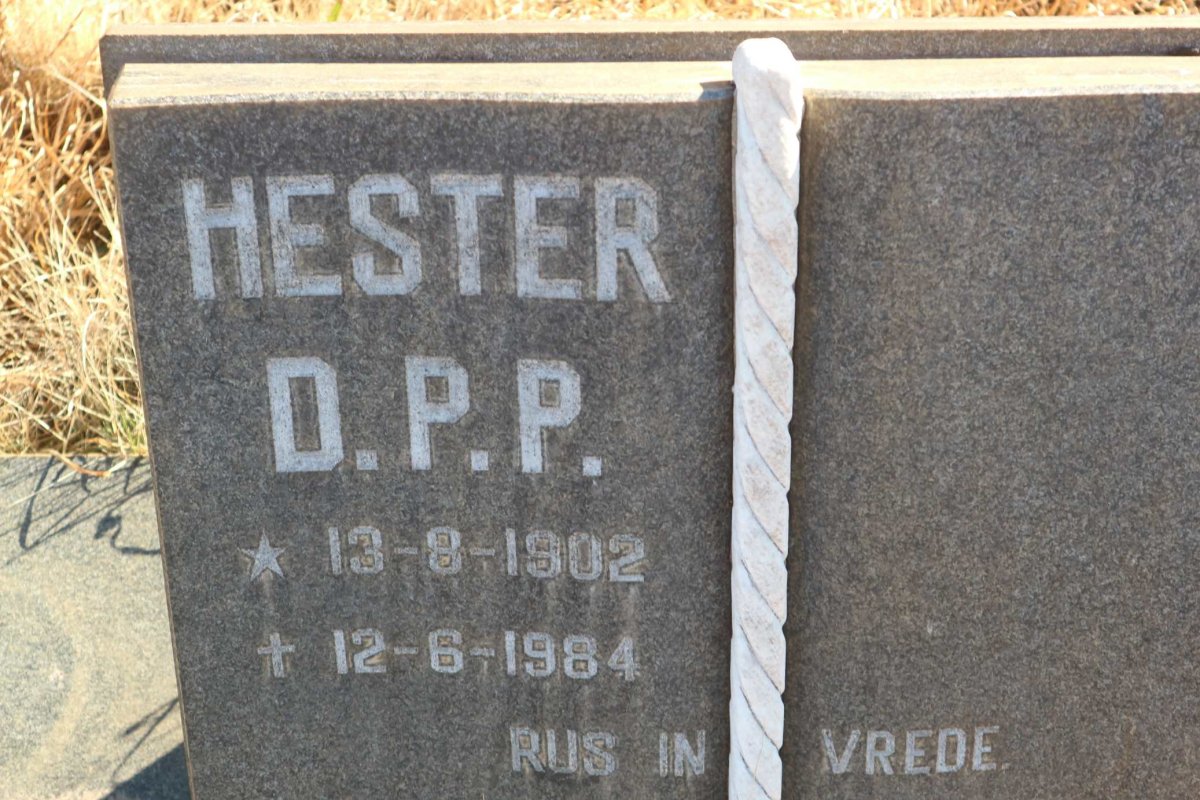 HESTER
D.P.P.
★ 13-8-1902
✝ 12-6-1984
RUS IN VREDE.